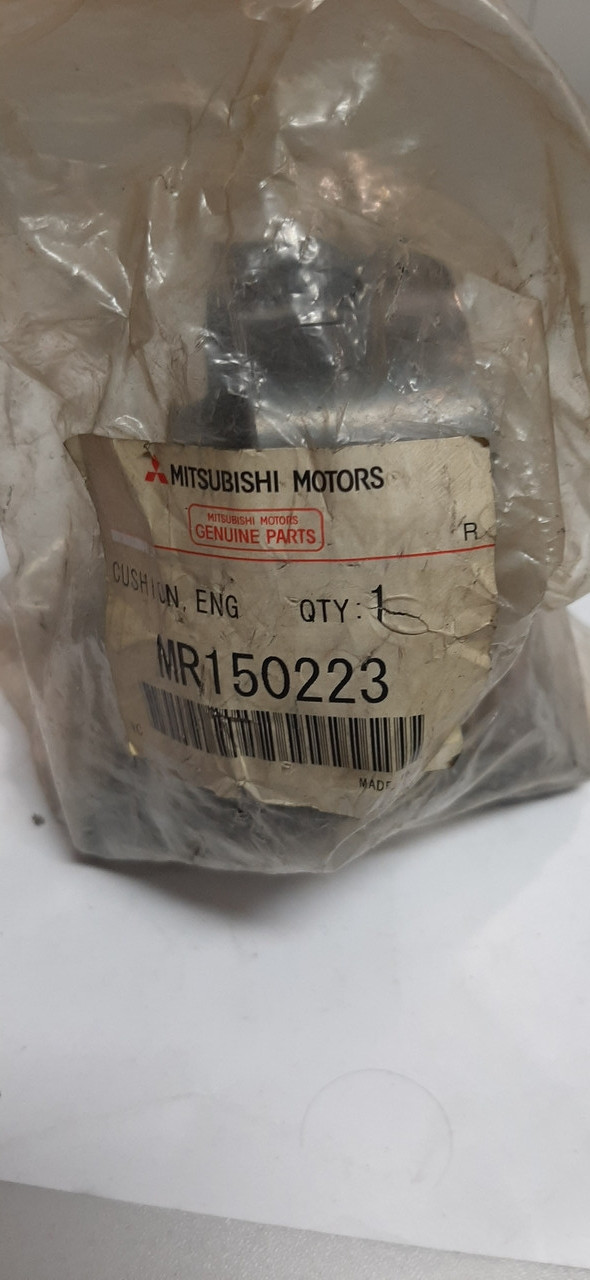 MITSUBISHI MOTORS
MITSUBISHI MOTORS
GENUINE PARTS
R
CUSHION, ENG QTY: 1
MR150223
MADE